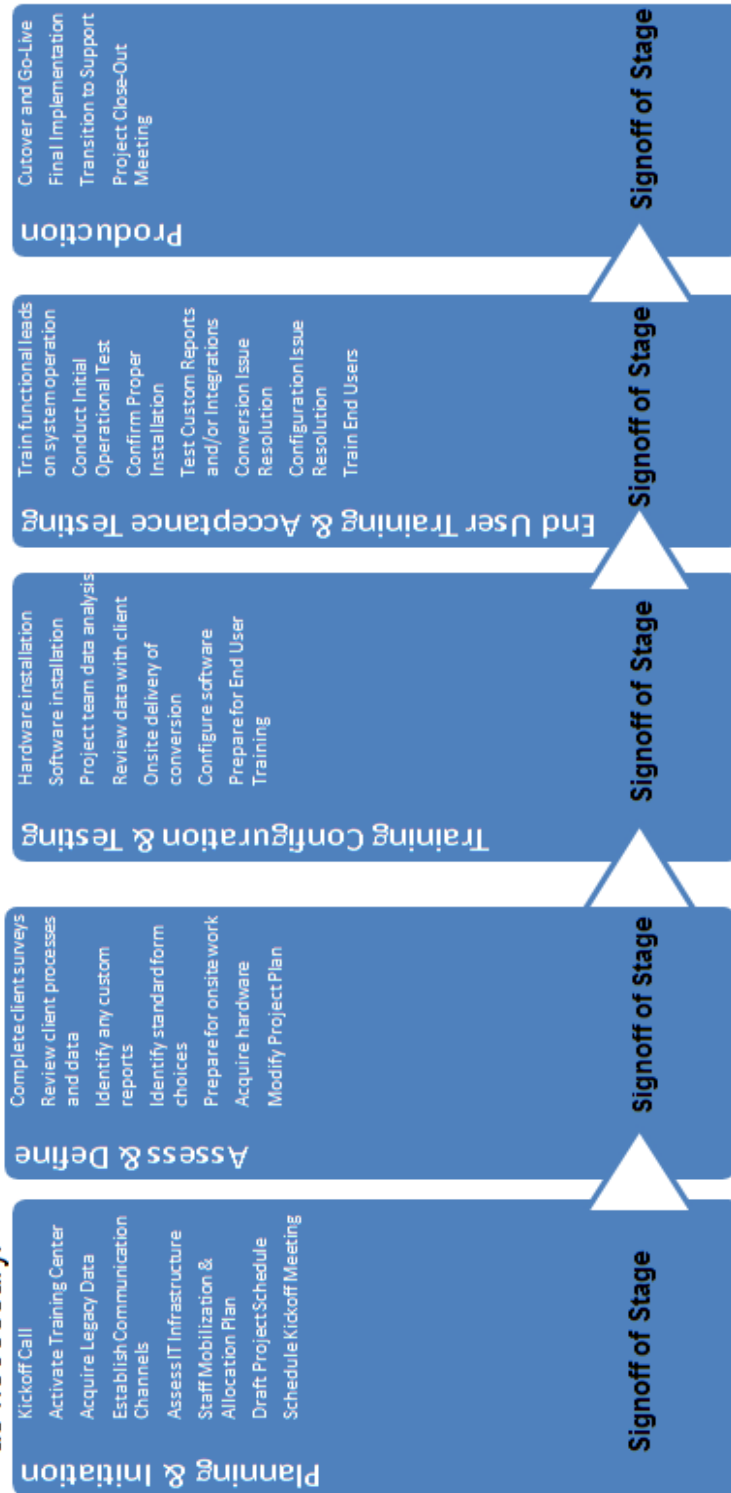 as necessary.
Planning & Initiation
Kickoff Call
Activate Training Center
Acquire Legacy Data
Establish Communication
Channels
Assess IT Infrastructure
Staff Mobilization &
Allocation Plan
Draft Project Schedule
Schedule Kickoff Meeting
Signoff of Stage
Assess & Define
Complete client surveys
Review client processes
and data
Identify any custom
reports
Identify standard form
choices
Prepare for onsite work
Acquire hardware
Modify Project Plan
Signoff of Stage
Training Configuration & Testing
Hardware installation
Software installation
Project team data analysis
Review data with client
Onsite delivery of
conversion
Configure software
Prepare for End User
Training
Signoff of Stage
End User Training & Acceptance Testing
Train functional leads
on system operation
Conduct Initial
Operational Test
Confirm Proper
Installation
Test Custom Reports
and/or Integrations
Conversion Issue
Resolution
Configuration Issue
Resolution
Train End Users
Signoff of Stage
Production
Cutover and Go-Live
Final Implementation
Transition to Support
Project Close-Out
Meeting
Signoff of Stage